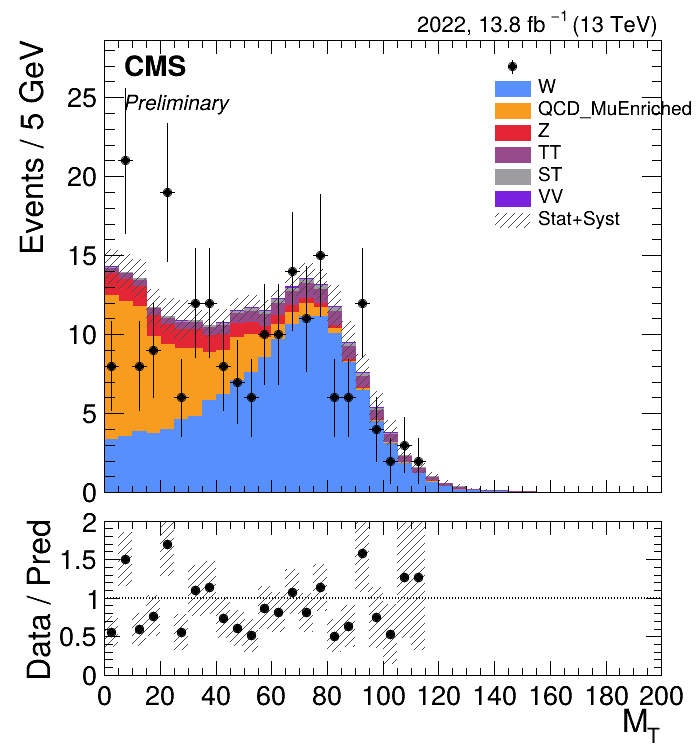 2022, 13.8 fb⁻¹ (13 TeV)
CMS
Preliminary
Events / 5 GeV
25
20
15
10
5
0
W
QCD_MuEnriched
Z
TT
ST
VV
Stat+Syst
Data / Pred
2
1.5
1
0.5
0
0 20 40 60 80 100 120 140 160 180 200
M_T